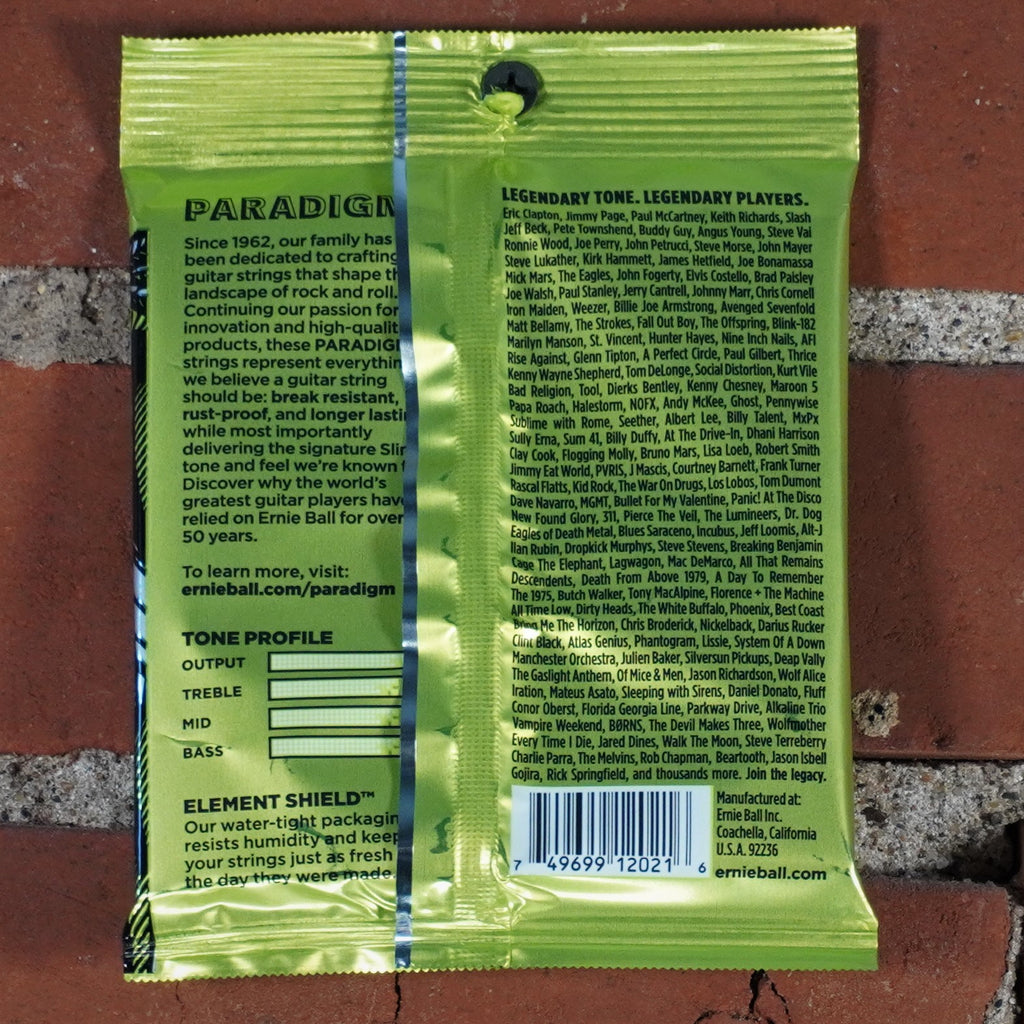 PARADIGM
Since 1962, our family has
been dedicated to crafting
guitar strings that shape th
landscape of rock and roll.
Continuing our passion for
innovation and high-qualit
products, these PARADIG
strings represent everythin
we believe a guitar string
should be: break resistant,
rust-proof, and longer lasti
while most importantly
delivering the signature Slin
tone and feel we're known f
Discover why the world's
greatest guitar players have
relied on Ernie Ball for over
50 years.
To learn more, visit:
ernieball.com/paradigm
TONE PROFILE
OUTPUT
TREBLE
MID
BASS
ELEMENT SHIELD™
Our water-tight packagin
resists humidity and keep
your strings just as fresh
the day they were made.
LEGENDARY TONE. LEGENDARY PLAYERS.
Eric Clapton, Jimmy Page, Paul McCartney, Keith Richards, Slash
Jeff Beck, Pete Townshend, Buddy Guy, Angus Young, Steve Vai
Ronnie Wood, Joe Perry, John Petrucci, Steve Morse, John Mayer
Steve Lukather, Kirk Hammett, James Hetfield, Joe Bonamassa
Mick Mars, The Eagles, John Fogerty, Elvis Costello, Brad Paisley
Joe Walsh, Paul Stanley, Jerry Cantrell, Johnny Marr, Chris Cornell
Iron Maiden, Weezer, Billie Joe Armstrong, Avenged Sevenfold
Matt Bellamy, The Strokes, Fall Out Boy, The Offspring, Blink-182
Marilyn Manson, St. Vincent, Hunter Hayes, Nine Inch Nails, AFI
Rise Against, Glenn Tipton, A Perfect Circle, Paul Gilbert, Thrice
Kenny Wayne Shepherd, Tom DeLonge, Social Distortion, Kurt Vile
Bad Religion, Tool, Dierks Bentley, Kenny Chesney, Maroon 5
Papa Roach, Halestorm, NOFX, Andy McKee, Ghost, Pennywise
Sublime with Rome, Seether, Albert Lee, Billy Talent, MxPx
Sully Erna, Sum 41, Billy Duffy, At The Drive-In, Dhani Harrison
Clay Cook, Flogging Molly, Bruno Mars, Lisa Loeb, Robert Smith
Jimmy Eat World, PVRIS, J Mascis, Courtney Barnett, Frank Turner
Rascal Flatts, Kid Rock, The War On Drugs, Los Lobos, Tom Dumont
Dave Navarro, MGMT, Bullet For My Valentine, Panic! At The Disco
New Found Glory, 311, Pierce The Veil, The Lumineers, Dr. Dog
Eagles of Death Metal, Blues Saraceno, Incubus, Jeff Loomis, Alt-J
Ilan Rubin, Dropkick Murphys, Steve Stevens, Breaking Benjamin
Cage The Elephant, Lagwagon, Mac DeMarco, All That Remains
Descendents, Death From Above 1979, A Day To Remember
The 1975, Butch Walker, Tony MacAlpine, Florence + The Machine
All Time Low, Dirty Heads, The White Buffalo, Phoenix, Best Coast
Bring Me The Horizon, Chris Broderick, Nickelback, Darius Rucker
Clint Black, Atlas Genius, Phantogram, Lissie, System Of A Down
Manchester Orchestra, Julien Baker, Silversun Pickups, Deap Vally
The Gaslight Anthem, Of Mice & Men, Jason Richardson, Wolf Alice
Iration, Mateus Asato, Sleeping with Sirens, Daniel Donato, Fluff
Conor Oberst, Florida Georgia Line, Parkway Drive, Alkaline Trio
Vampire Weekend, BØRNS, The Devil Makes Three, Wolfmother
Every Time I Die, Jared Dines, Walk The Moon, Steve Terreberry
Charlie Parra, The Melvins, Rob Chapman, Beartooth, Jason Isbell
Gojira, Rick Springfield, and thousands more. Join the legacy.
7 49699 12021 6
Manufactured at:
Ernie Ball Inc.
Coachella, California
U.S.A. 92236
ernieball.com